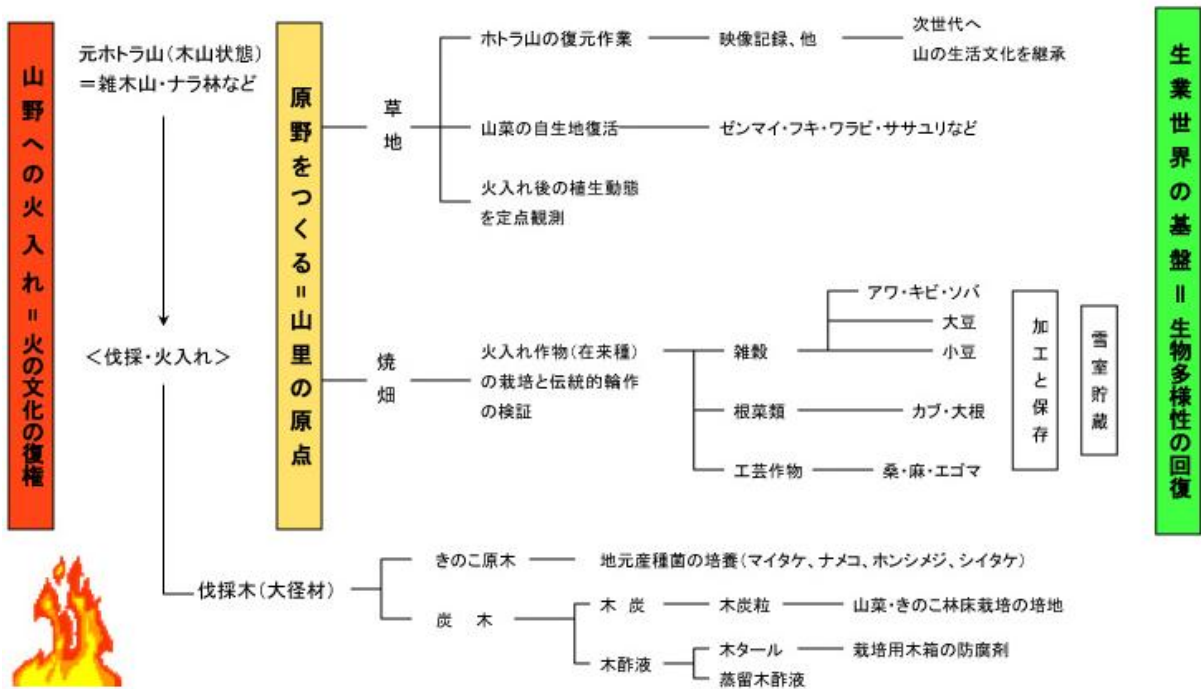 山野への火入れ＝火の文化の復権
元ホトラ山(木山状態)
＝雑木山・ナラ林など
＜伐採・火入れ＞
原野をつくる＝山里の原点
草地
ホトラ山の復元作業
映像記録、他
次世代へ
山の生活文化を継承
山菜の自生地復活
ゼンマイ・フキ・ワラビ・ササユリなど
火入れ後の植生動態
を定点観測
焼畑
火入れ作物(在来種)
の栽培と伝統的輪作
の検証
雑穀
アワ・キビ・ソバ
大豆
小豆
根菜類
カブ・大根
工芸作物
桑・麻・エゴマ
加工と保存
雪室貯蔵
伐採木(大径材)
きのこ原木
地元産種菌の培養(マイタケ、ナメコ、ホンシメジ、シイタケ)
炭 木
木 炭
木炭粒
山菜・きのこ林床栽培の培地
木酢液
木タール
栽培用木箱の防腐剤
蒸留木酢液
生業世界の基盤＝生物多様性の回復